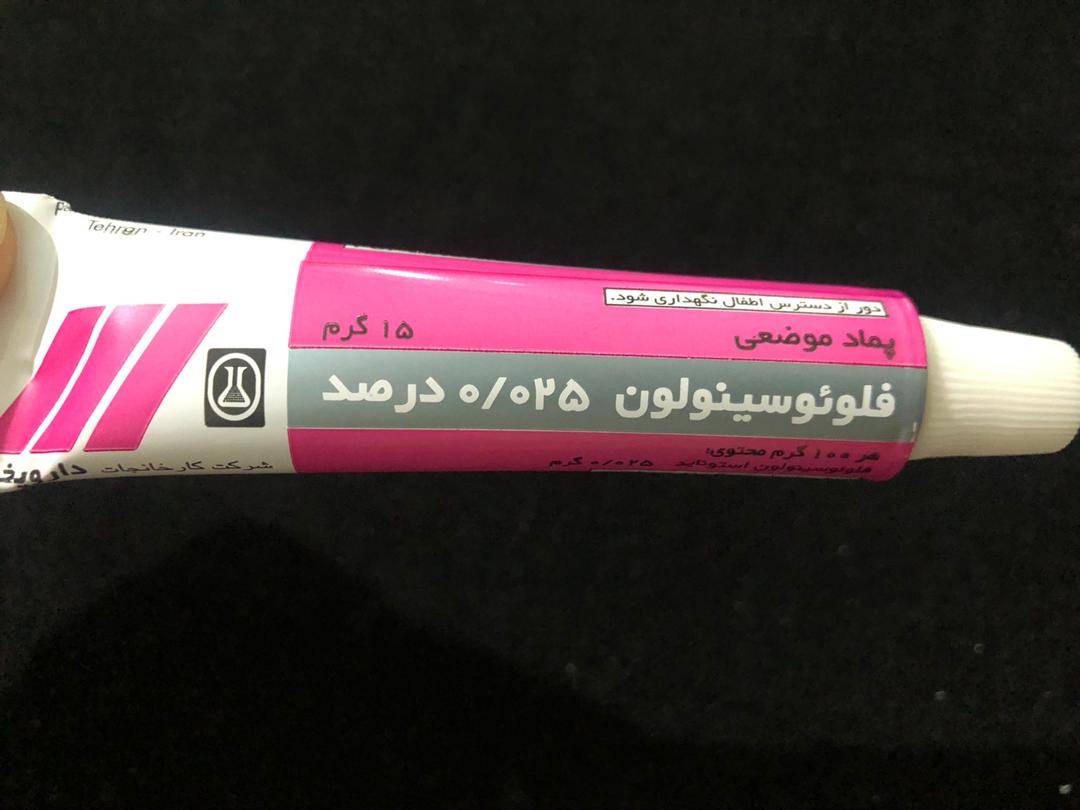 Tehran - Iran
دور از دسترس اطفال نگهداری شود.
پماد موضعی
۱۵ گرم
فلوئوسینولون ۰/۰۲۵ درصد
هر ۱۰۰ گرم محتوی:
فلوئوسینولون استوناید ۰/۰۲۵ گرم
شرکت کارخانجات